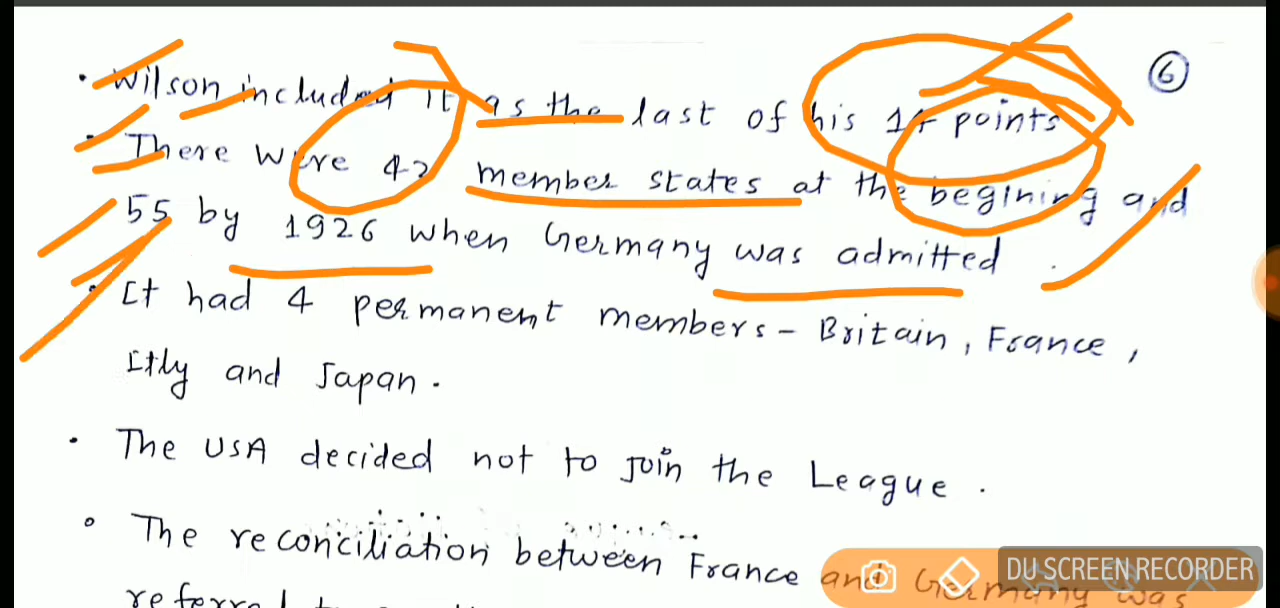 6
• Wilson included it as the last of his 14 points
• There were 42 member states at the begining and
55 by 1926 when Germany was admitted .
• It had 4 permanent members - Britain, France,
Itly and Japan .
• The USA decided not to join the League .
• The reconciliation between France and Germany was
referred to
DU SCREEN RECORDER